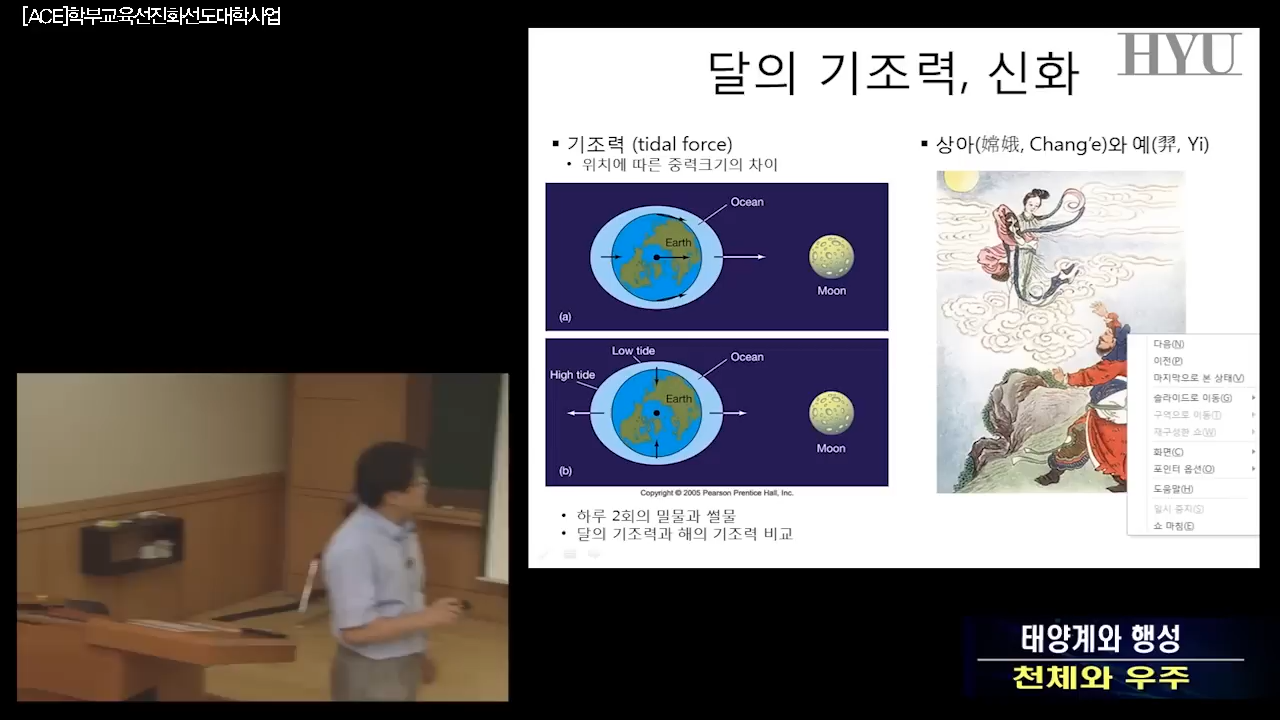 [ACE]학부교육선진화선도대학사업
HYU
달의 기조력, 신화
▪ 기조력 (tidal force)
• 위치에 따른 중력크기의 차이
Ocean
Earth
Moon
(a)
Low tide
Ocean
High tide
Earth
Moon
(b)
Copyright © 2005 Pearson Prentice Hall, Inc.
• 하루 2회의 밀물과 썰물
• 달의 기조력과 해의 기조력 비교
▪ 상아(嫦娥, Chang’e)와 예(羿, Yi)
다음(N)
이전(P)
마지막으로 본 상태(V)
슬라이드로 이동(G)
구역으로 이동(T)
재구성한 쇼(W)
화면(C)
포인터 옵션(O)
도움말(H)
일시 중지(S)
쇼 마침(E)
태양계와 행성
천체와 우주